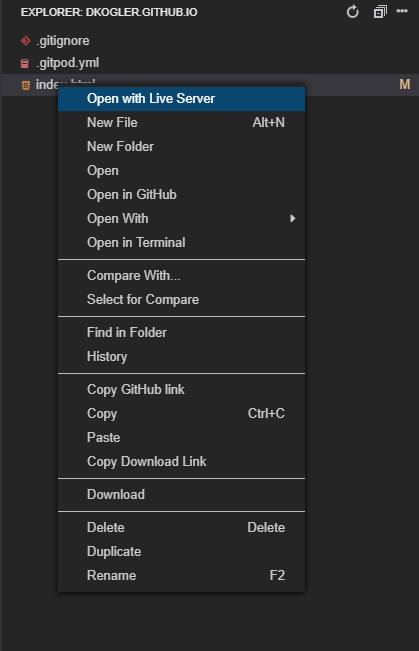 EXPLORER: DKOGLER.GITHUB.IO
.gitignore
.gitpod.yml
index.html M
Open with Live Server
New File Alt+N
New Folder
Open
Open in GitHub
Open With
Open in Terminal
Compare With...
Select for Compare
Find in Folder
History
Copy GitHub link
Copy Ctrl+C
Paste
Copy Download Link
Download
Delete Delete
Duplicate
Rename F2